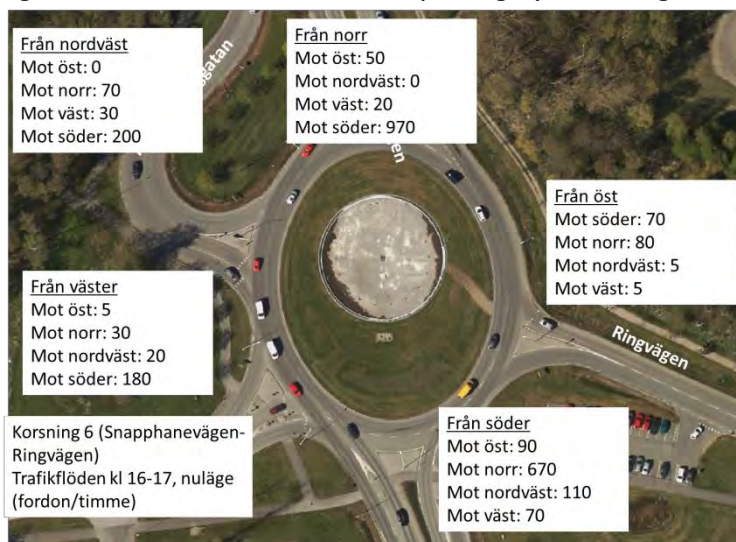 Från nordväst
Mot öst: 0
Mot norr: 70
Mot väst: 30
Mot söder: 200
Från norr
Mot öst: 50
Mot nordväst: 0
Mot väst: 20
Mot söder: 970
Från öst
Mot söder: 70
Mot norr: 80
Mot nordväst: 5
Mot väst: 5
Från väster
Mot öst: 5
Mot norr: 30
Mot nordväst: 20
Mot söder: 180
Ringvägen
Korsning 6 (Snapphanevägen-
Ringvägen)
Trafikflöden kl 16-17, nuläge
(fordon/timme)
Från söder
Mot öst: 90
Mot norr: 670
Mot nordväst: 110
Mot väst: 70